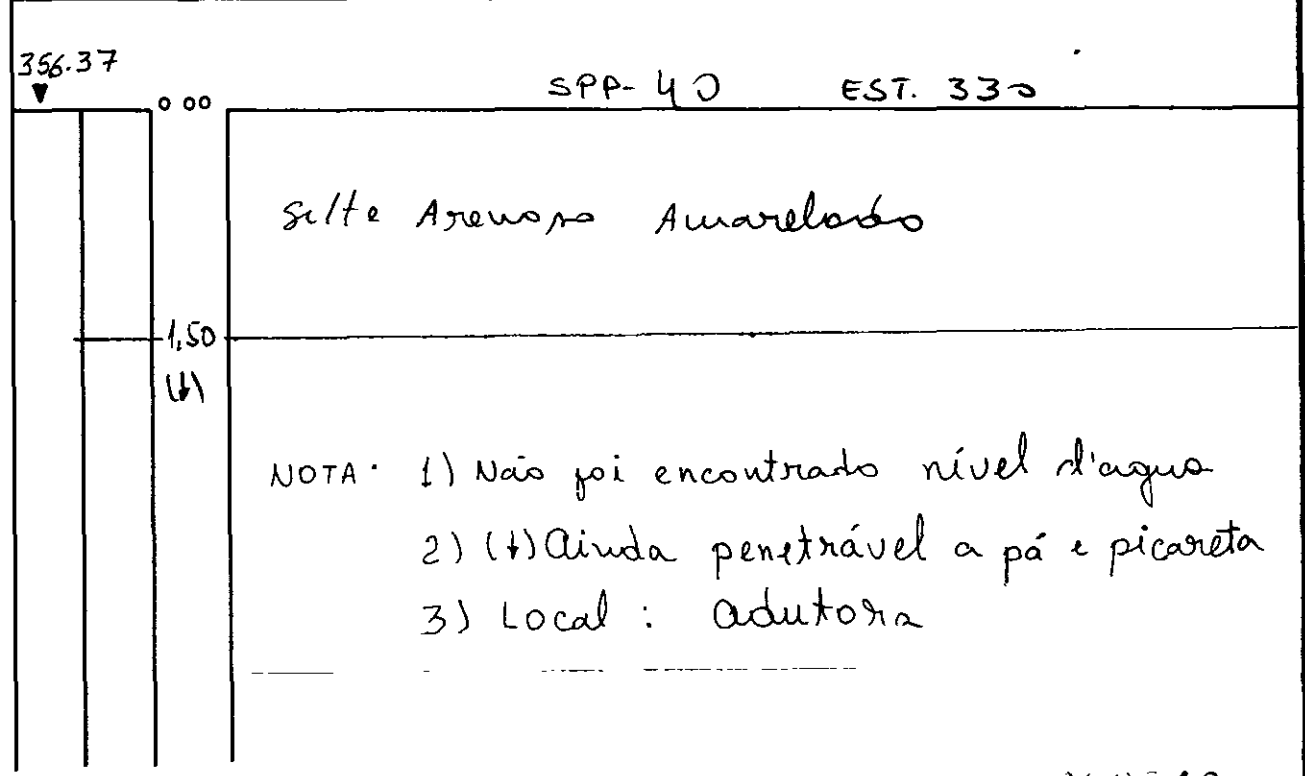 356.37
SPP-40 EST. 330
0 00
Silte Arenoso Amarelado
1,50
(↓)
NOTA· 1) Não foi encontrado nível d'agua
2) (↓) Ainda penetrável a pá e picareta
3) Local : adutora